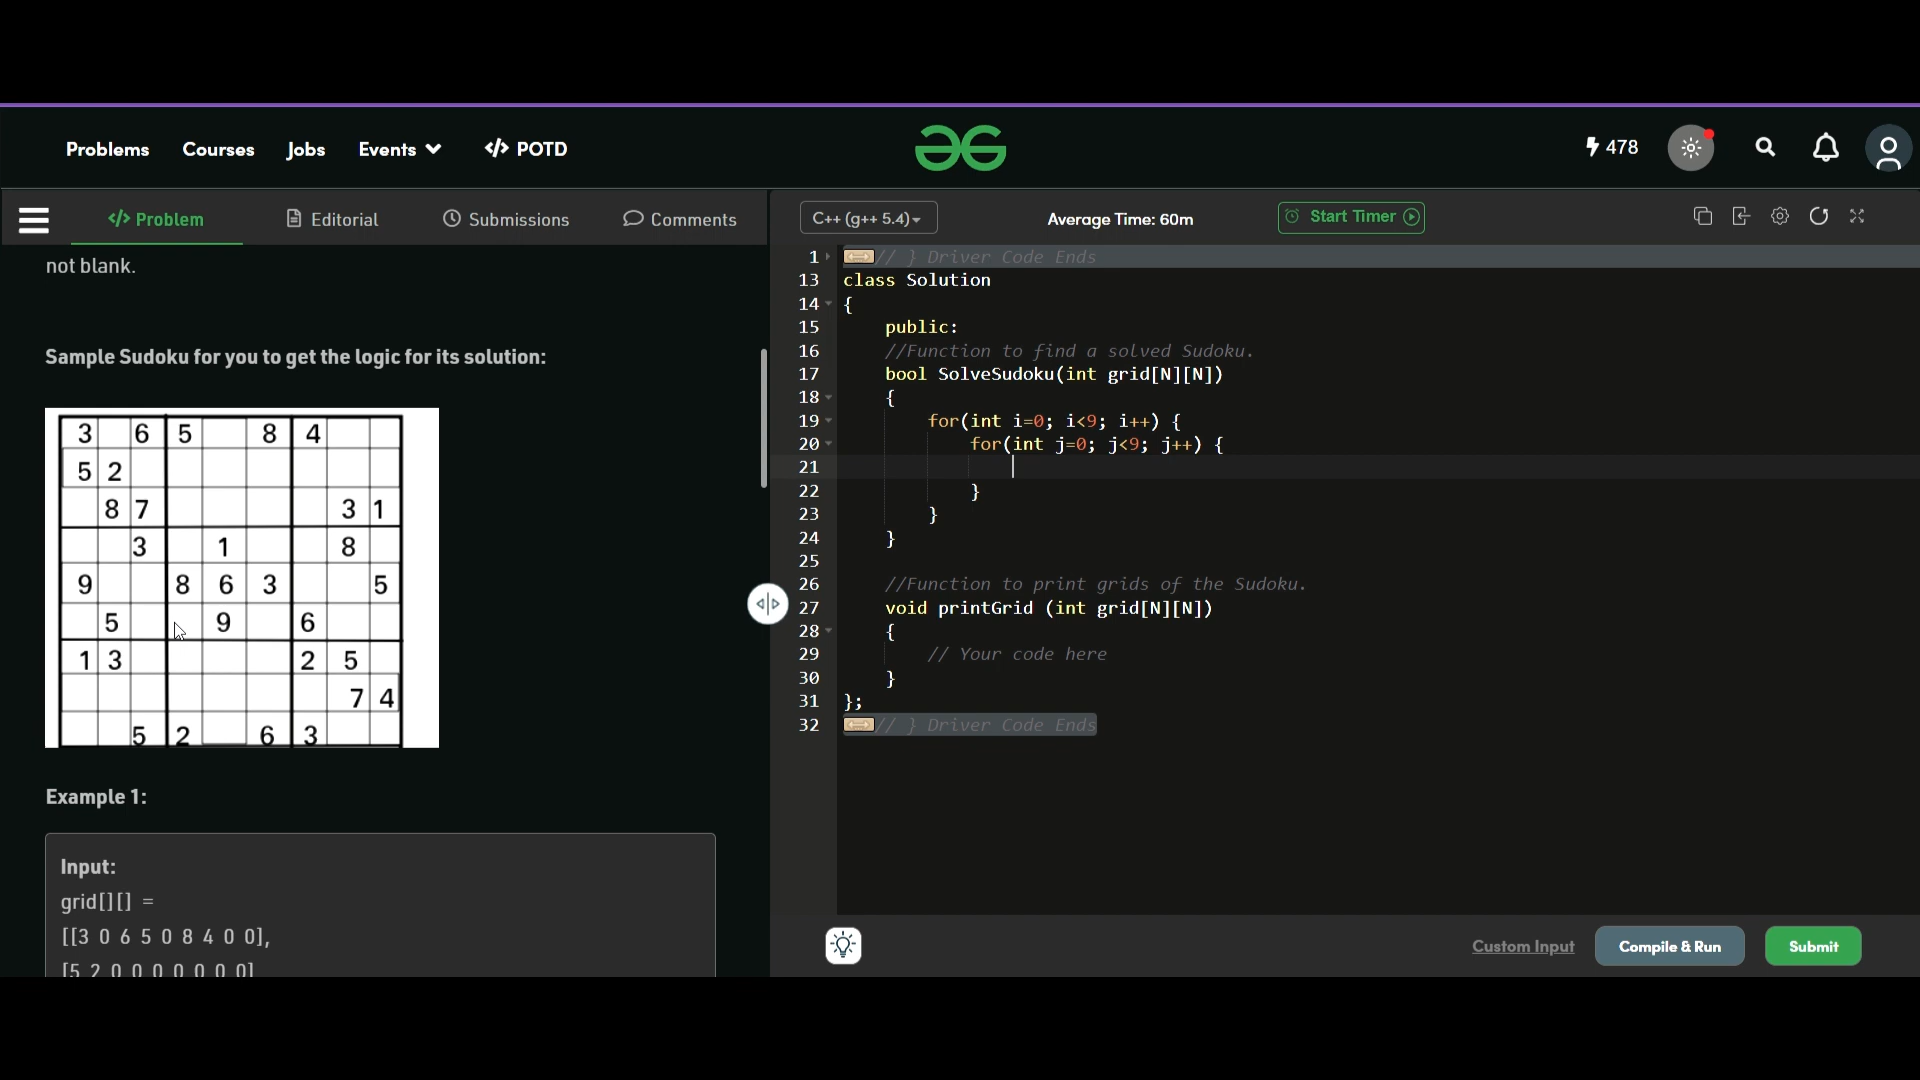 Problems Courses Jobs Events </> POTD 478
</> Problem Editorial Submissions Comments
not blank.
Sample Sudoku for you to get the logic for its solution:
3 6 5 8 4
5 2
8 7 3 1
3 1 8
9 8 6 3 5
5 9 6
1 3 2 5
7 4
5 2 6 3
Example 1:
Input:
grid[][] =
[[3 0 6 5 0 8 4 0 0],
[5 2 0 0 0 0 0 0 0]
C++ (g++ 5.4) Average Time: 60m Start Timer
1 // } Driver Code Ends
13 class Solution
14 {
15 public:
16 //Function to find a solved Sudoku.
17 bool SolveSudoku(int grid[N][N])
18 {
19 for(int i=0; i<9; i++) {
20 for(int j=0; j<9; j++) {
21
22 }
23 }
24 }
25
26 //Function to print grids of the Sudoku.
27 void printGrid (int grid[N][N])
28 {
29 // Your code here
30 }
31 };
32 // } Driver Code Ends
Custom Input Compile & Run Submit